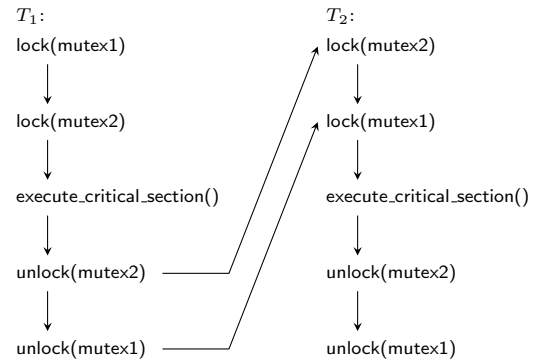 T₁:
lock(mutex1)
lock(mutex2)
execute_critical_section()
unlock(mutex2)
unlock(mutex1)
T₂:
lock(mutex2)
lock(mutex1)
execute_critical_section()
unlock(mutex2)
unlock(mutex1)